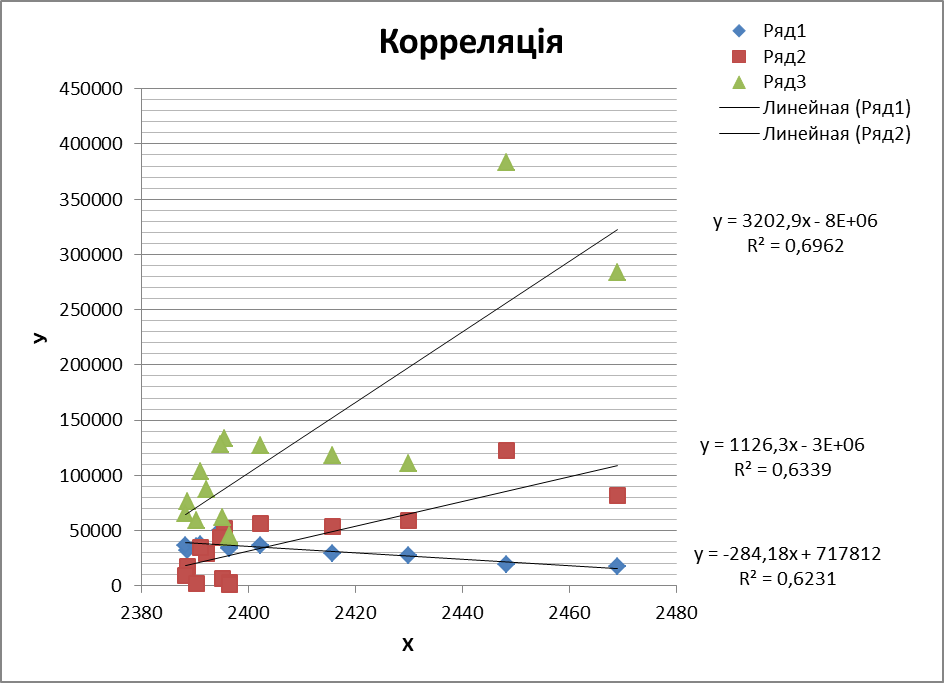 Корреляція
Ряд1
Ряд2
Ряд3
Линейная (Ряд1)
Линейная (Ряд2)
450000
400000
350000
300000
250000
200000
150000
100000
50000
0
У
y = 3202,9x - 8E+06
R² = 0,6962
y = 1126,3x - 3E+06
R² = 0,6339
y = -284,18x + 717812
R² = 0,6231
2380 2400 2420 2440 2460 2480
Х